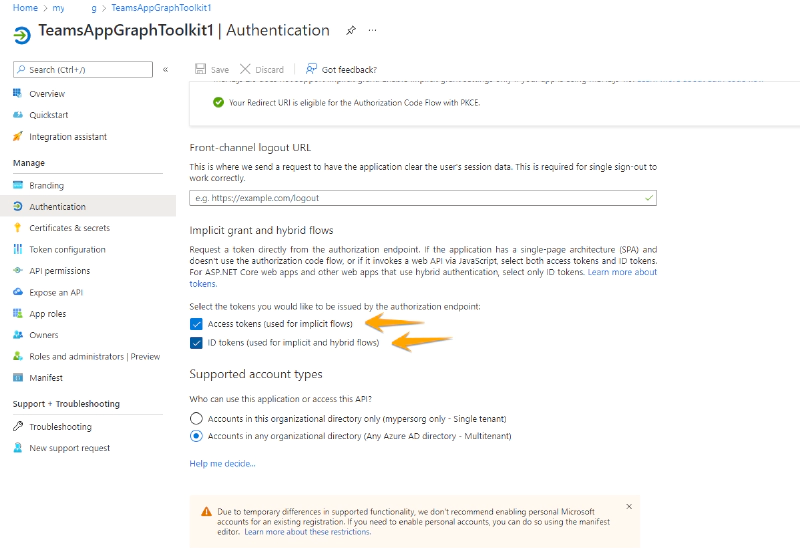 Home > my g > TeamsAppGraphToolkit1
TeamsAppGraphToolkit1 | Authentication
Search (Ctrl+/)
«
Save
Discard
Got feedback?
Overview
Quickstart
Integration assistant
Manage
Branding
Authentication
Certificates & secrets
Token configuration
API permissions
Expose an API
App roles
Owners
Roles and administrators | Preview
Manifest
Support + Troubleshooting
Troubleshooting
New support request
Your Redirect URI is eligible for the Authorization Code Flow with PKCE.
Front-channel logout URL
This is where we send a request to have the application clear the user's session data. This is required for single sign-out to
work correctly.
e.g. https://example.com/logout
Implicit grant and hybrid flows
Request a token directly from the authorization endpoint. If the application has a single-page architecture (SPA) and
doesn't use the authorization code flow, or if it invokes a web API via JavaScript, select both access tokens and ID tokens.
For ASP.NET Core web apps and other web apps that use hybrid authentication, select only ID tokens. Learn more about
tokens.
Select the tokens you would like to be issued by the authorization endpoint:
Access tokens (used for implicit flows)
ID tokens (used for implicit and hybrid flows)
Supported account types
Who can use this application or access this API?
Accounts in this organizational directory only (mypersorg only - Single tenant)
Accounts in any organizational directory (Any Azure AD directory - Multitenant)
Help me decide...
Due to temporary differences in supported functionality, we don't recommend enabling personal Microsoft
accounts for an existing registration. If you need to enable personal accounts, you can do so using the manifest
editor. Learn more about these restrictions.